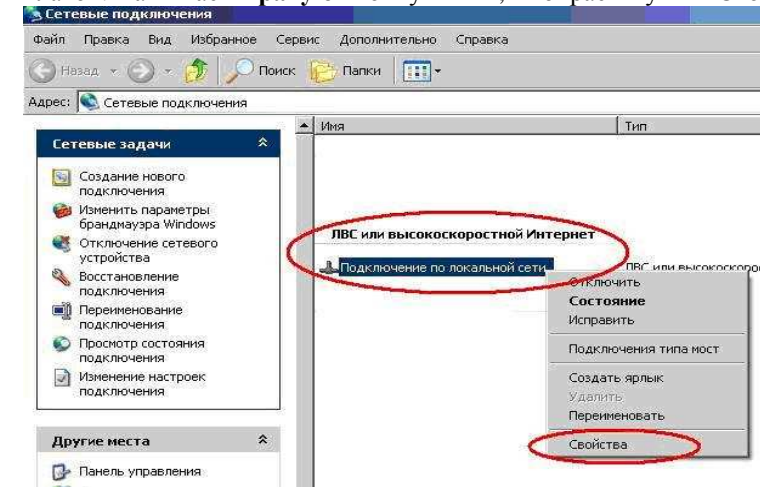 Сетевые подключения
Файл Правка Вид Избранное Сервис Дополнительно Справка
Назад Поиск Папки
Адрес: Сетевые подключения
Сетевые задачи
Создание нового
подключения
Изменить параметры
брандмауэра Windows
Отключение сетевого
устройства
Восстановление
подключения
Переименование
подключения
Просмотр состояния
подключения
Изменение настроек
подключения
Другие места
Панель управления
Имя Тип
ЛВС или высокоскоростной Интернет
Подключение по локальной сети ЛВС или высокоскоро
Отключить
Состояние
Исправить
Подключения типа мост
Создать ярлык
Удалить
Переименовать
Свойства